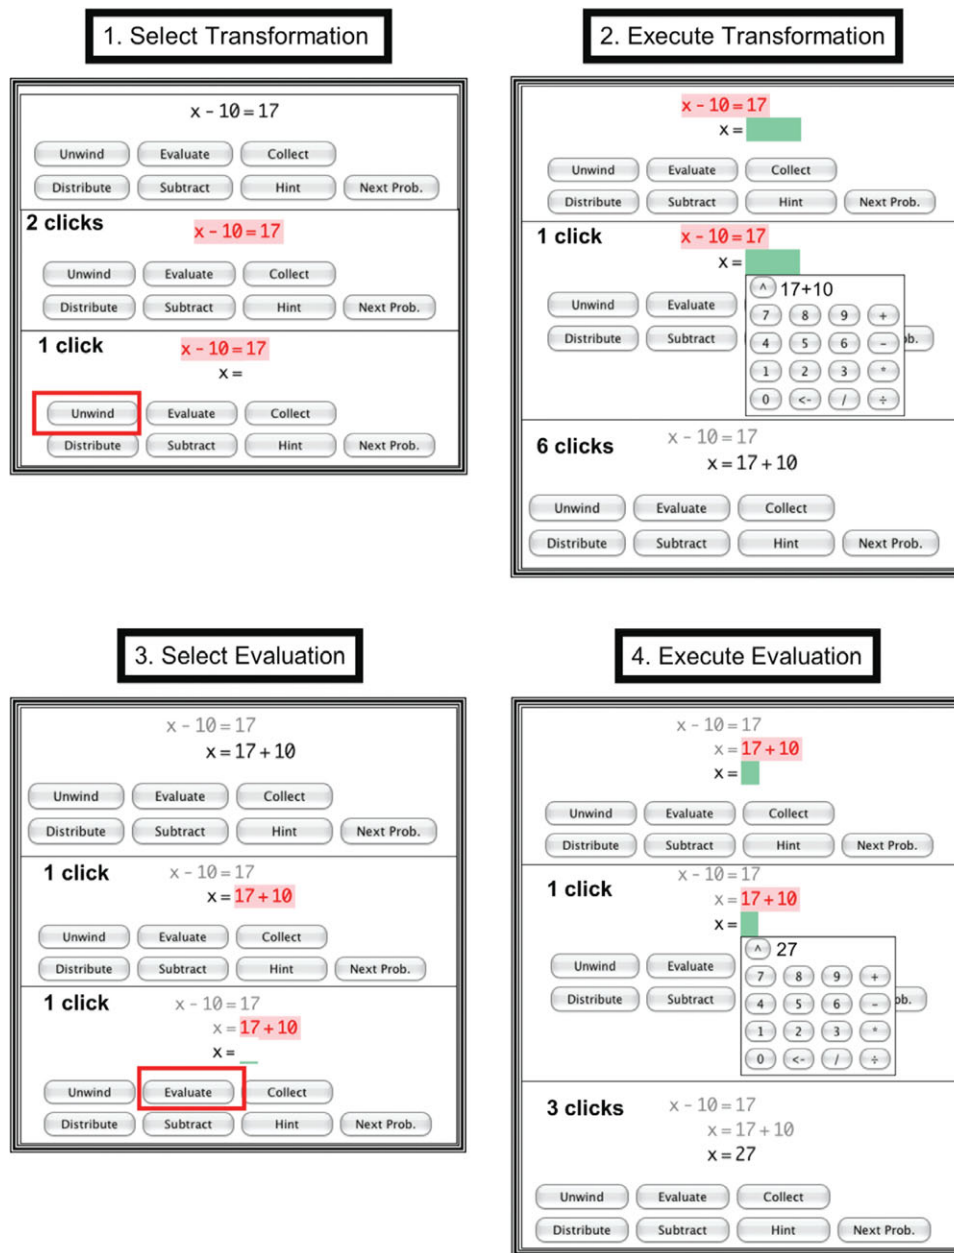 1. Select Transformation
x - 10 = 17
Unwind Evaluate Collect
Distribute Subtract Hint Next Prob.
2 clicks
x - 10 = 17
Unwind Evaluate Collect
Distribute Subtract Hint Next Prob.
1 click
x - 10 = 17
x =
Unwind Evaluate Collect
Distribute Subtract Hint Next Prob.
2. Execute Transformation
x - 10 = 17
x =
Unwind Evaluate Collect
Distribute Subtract Hint Next Prob.
1 click
x - 10 = 17
x =
^ 17+10
Unwind Evaluate
7 8 9 +
Distribute Subtract ob.
4 5 6 -
1 2 3 *
0 <- / ÷
6 clicks
x - 10 = 17
x = 17 + 10
Unwind Evaluate Collect
Distribute Subtract Hint Next Prob.
3. Select Evaluation
x - 10 = 17
x = 17 + 10
Unwind Evaluate Collect
Distribute Subtract Hint Next Prob.
1 click
x - 10 = 17
x = 17 + 10
Unwind Evaluate Collect
Distribute Subtract Hint Next Prob.
1 click
x - 10 = 17
x = 17 + 10
x =
Unwind Evaluate Collect
Distribute Subtract Hint Next Prob.
4. Execute Evaluation
x - 10 = 17
x = 17 + 10
x =
Unwind Evaluate Collect
Distribute Subtract Hint Next Prob.
1 click
x - 10 = 17
x = 17 + 10
x =
^ 27
Unwind Evaluate
7 8 9 +
Distribute Subtract ob.
4 5 6 -
1 2 3 *
0 <- / ÷
3 clicks
x - 10 = 17
x = 17 + 10
x = 27
Unwind Evaluate Collect
Distribute Subtract Hint Next Prob.